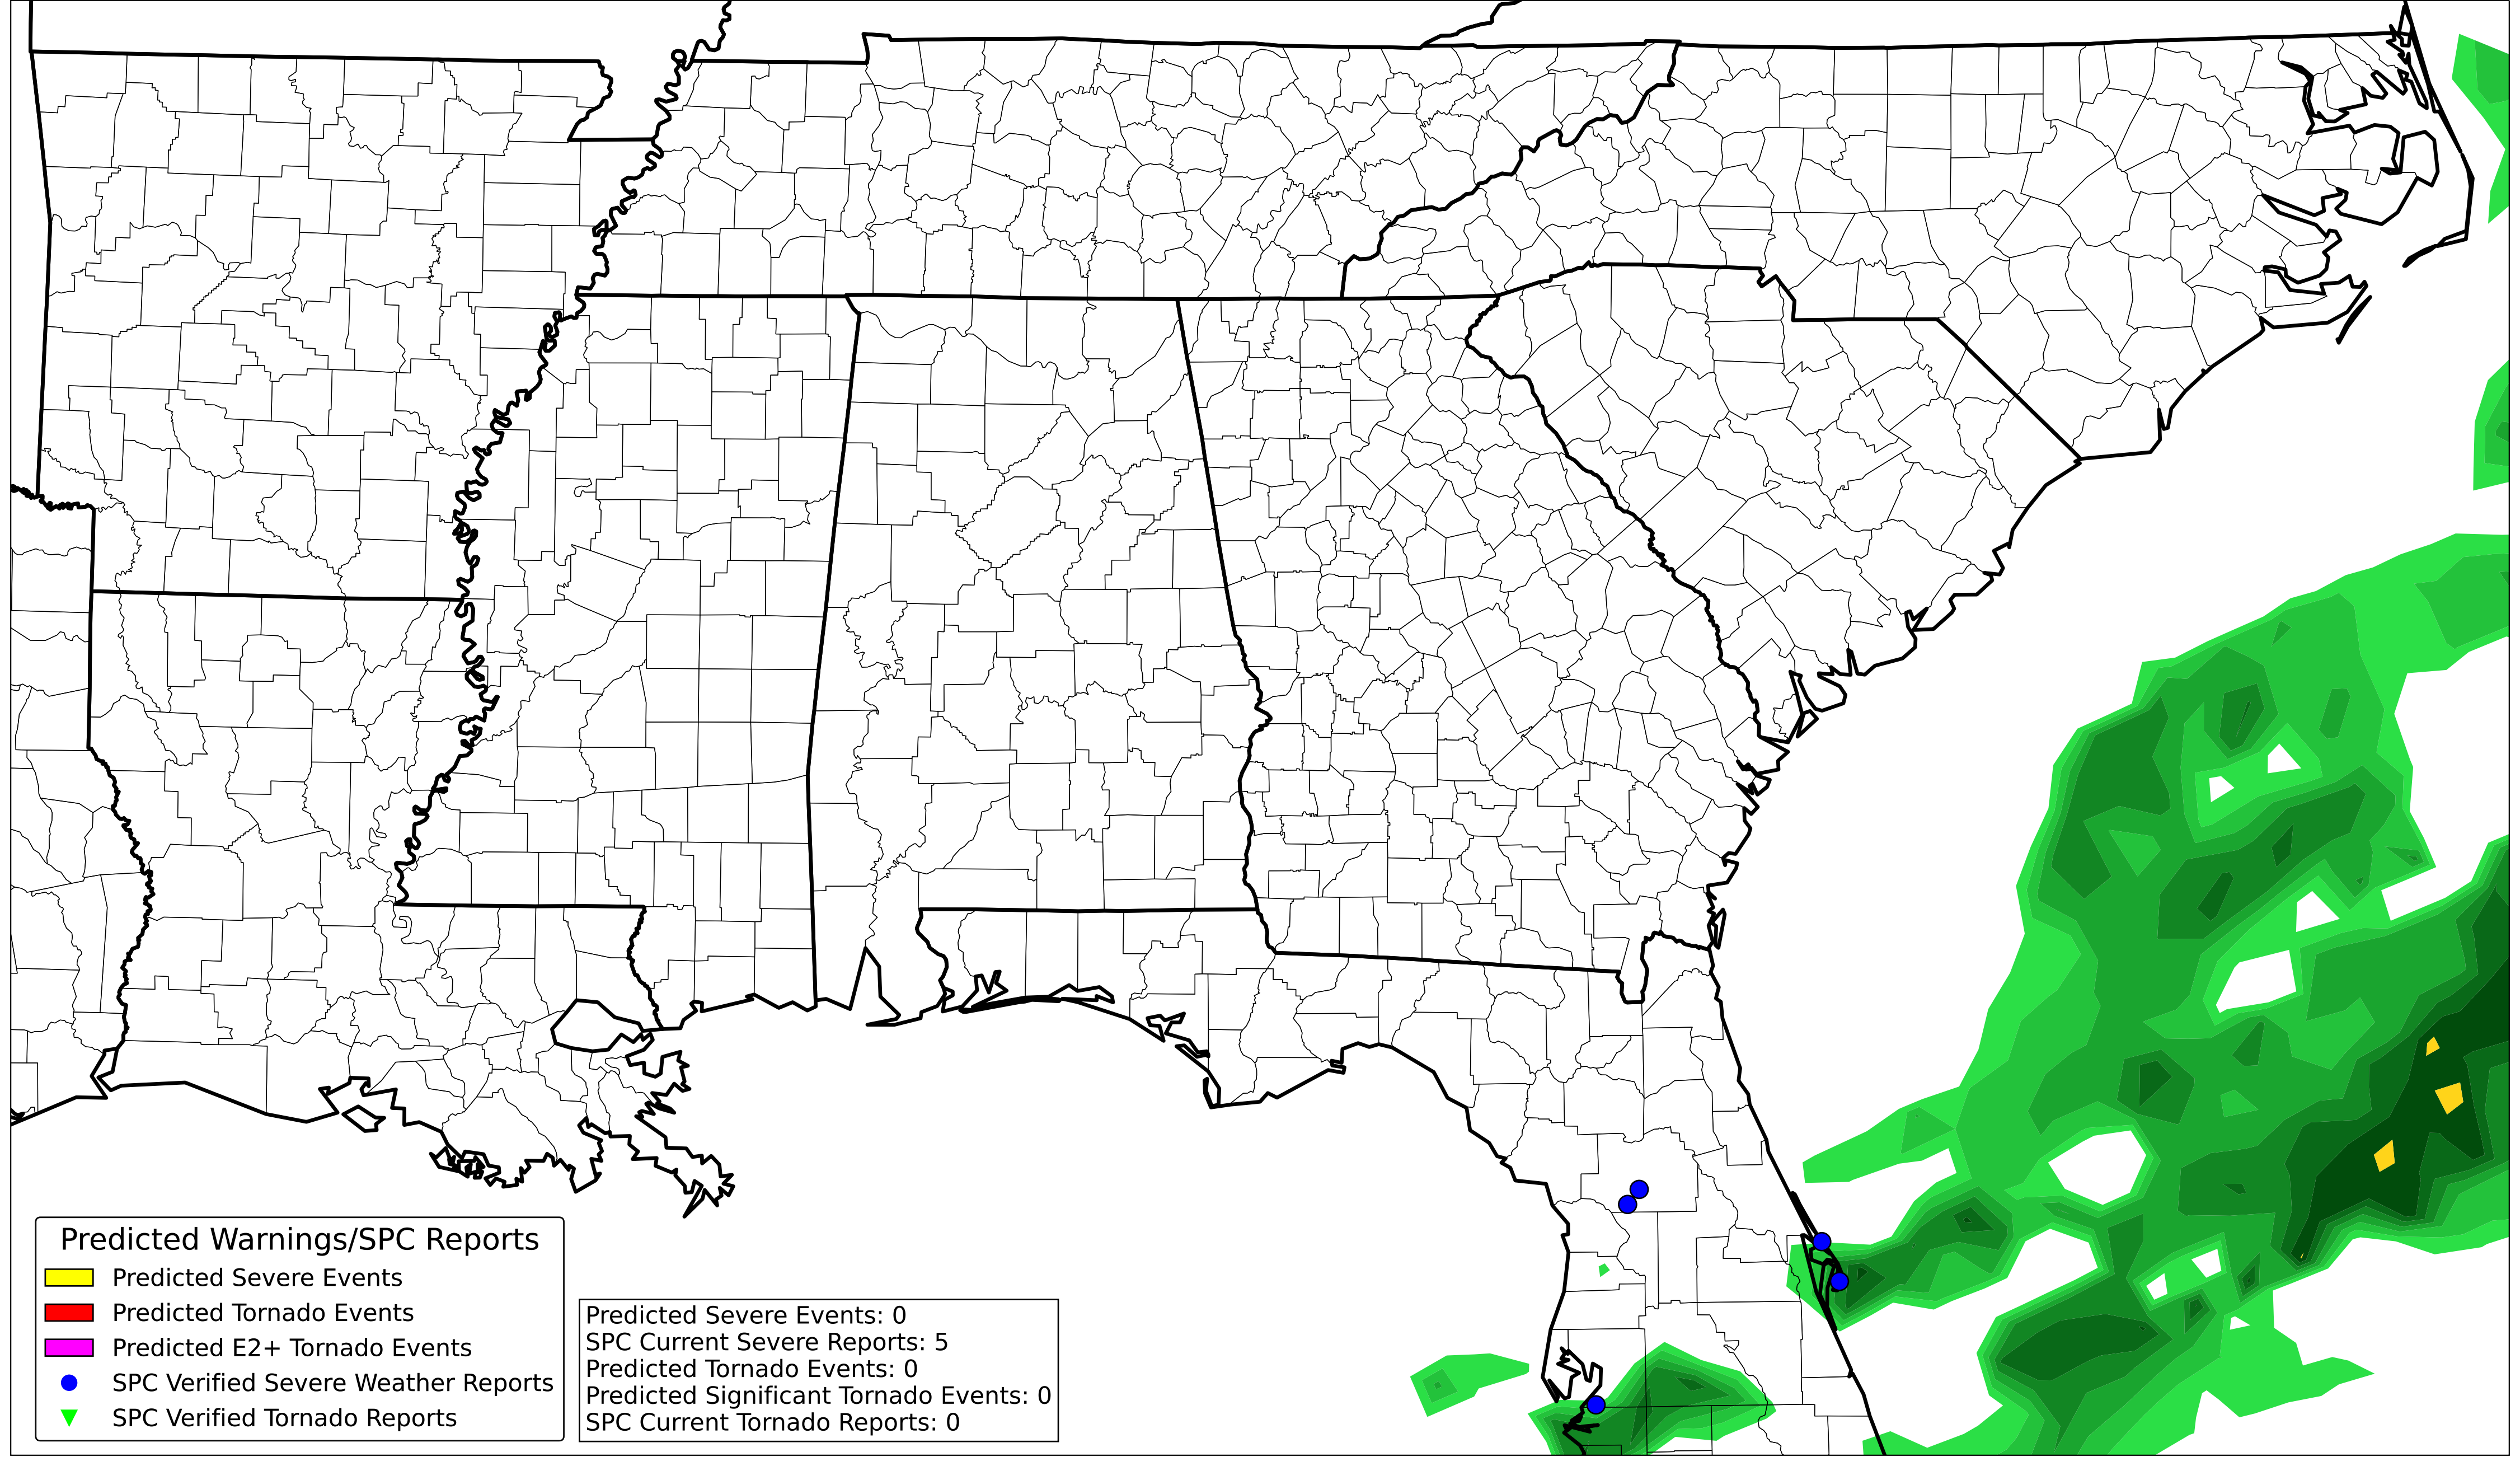 Predicted Warnings/SPC Reports
Predicted Severe Events
Predicted Tornado Events
Predicted E2+ Tornado Events
SPC Verified Severe Weather Reports
SPC Verified Tornado Reports
Predicted Severe Events: 0
SPC Current Severe Reports: 5
Predicted Tornado Events: 0
Predicted Significant Tornado Events: 0
SPC Current Tornado Reports: 0